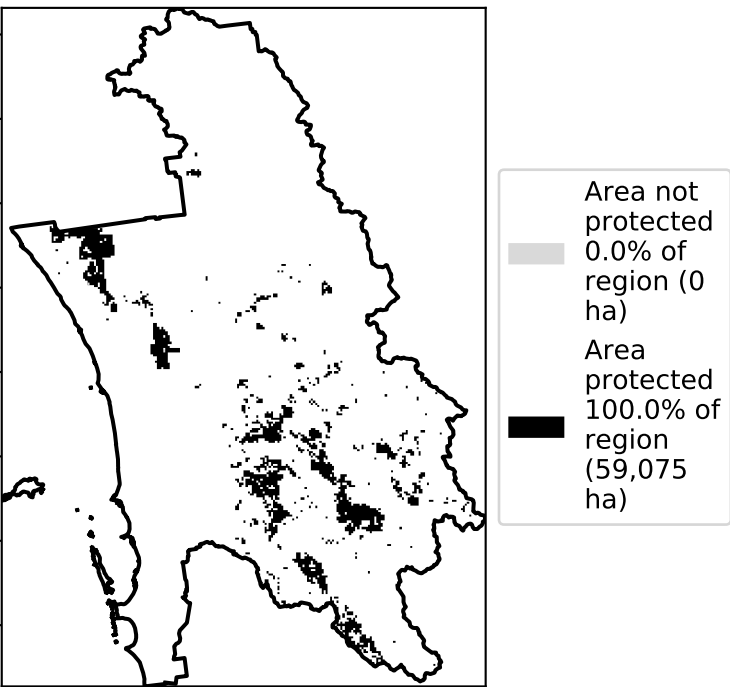 Area not
protected
0.0% of
region (0
ha)
Area
protected
100.0% of
region
(59,075
ha)